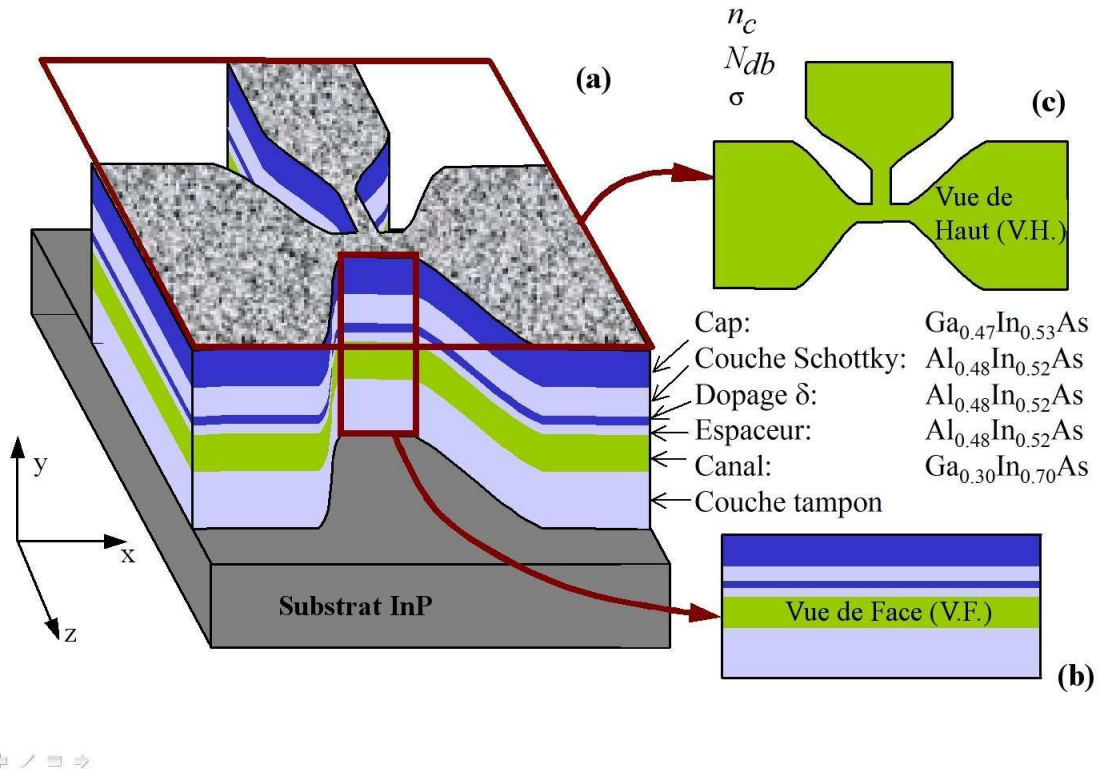 n_c
N_db
σ
(a)
(c)
Vue de
Haut (V.H.)
Cap: Ga₀.₄₇In₀.₅₃As
Couche Schottky: Al₀.₄₈In₀.₅₂As
Dopage δ: Al₀.₄₈In₀.₅₂As
Espaceur: Al₀.₄₈In₀.₅₂As
Canal: Ga₀.₃₀In₀.₇₀As
Couche tampon
y
x
z
Substrat InP
Vue de Face (V.F.)
(b)